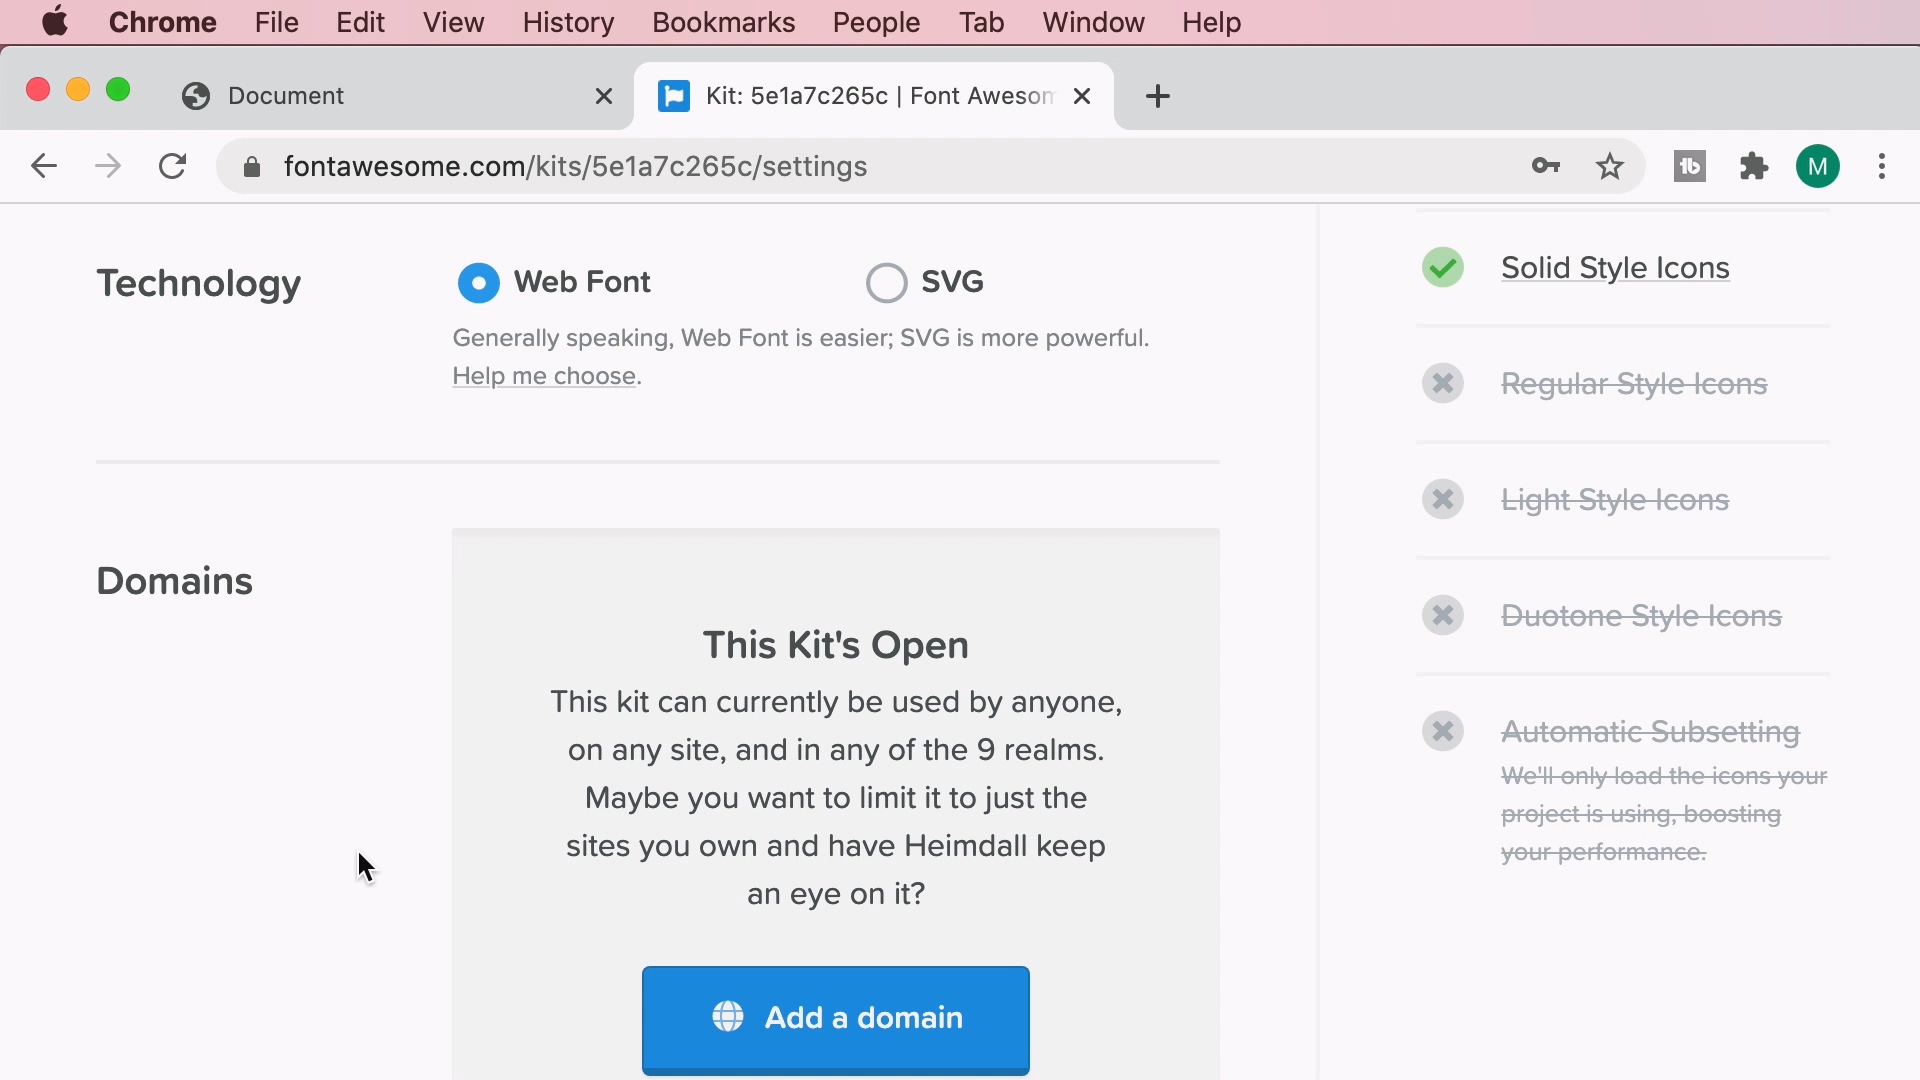 Chrome File Edit View History Bookmarks People Tab Window Help
Document
Kit: 5e1a7c265c | Font Awesom
fontawesome.com/kits/5e1a7c265c/settings
M
Technology
Web Font
SVG
Generally speaking, Web Font is easier; SVG is more powerful.
Help me choose.
Domains
This Kit's Open
This kit can currently be used by anyone,
on any site, and in any of the 9 realms.
Maybe you want to limit it to just the
sites you own and have Heimdall keep
an eye on it?
Add a domain
Solid Style Icons
Regular Style Icons
Light Style Icons
Duotone Style Icons
Automatic Subsetting
We'll only load the icons your
project is using, boosting
your performance.